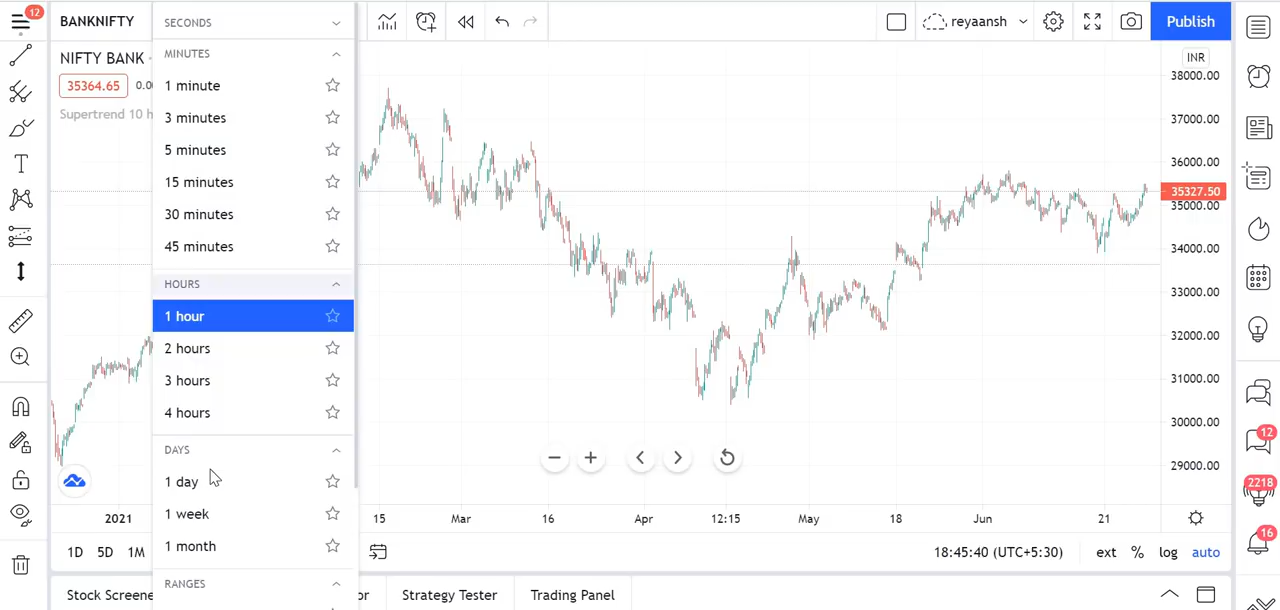 12
BANKNIFTY
SECONDS
reyaansh
Publish
NIFTY BANK
35364.65
0.0
Supertrend 10 h
MINUTES
1 minute
3 minutes
5 minutes
15 minutes
30 minutes
45 minutes
HOURS
1 hour
2 hours
3 hours
4 hours
DAYS
1 day
1 week
1 month
RANGES
INR
38000.00
37000.00
36000.00
35327.50
35000.00
34000.00
33000.00
32000.00
31000.00
30000.00
29000.00
2021
15
Mar
16
Apr
12:15
May
18
Jun
21
1D 5D 1M
18:45:40 (UTC+5:30)
ext % log auto
Stock Screene
or
Strategy Tester
Trading Panel
12
2218
16